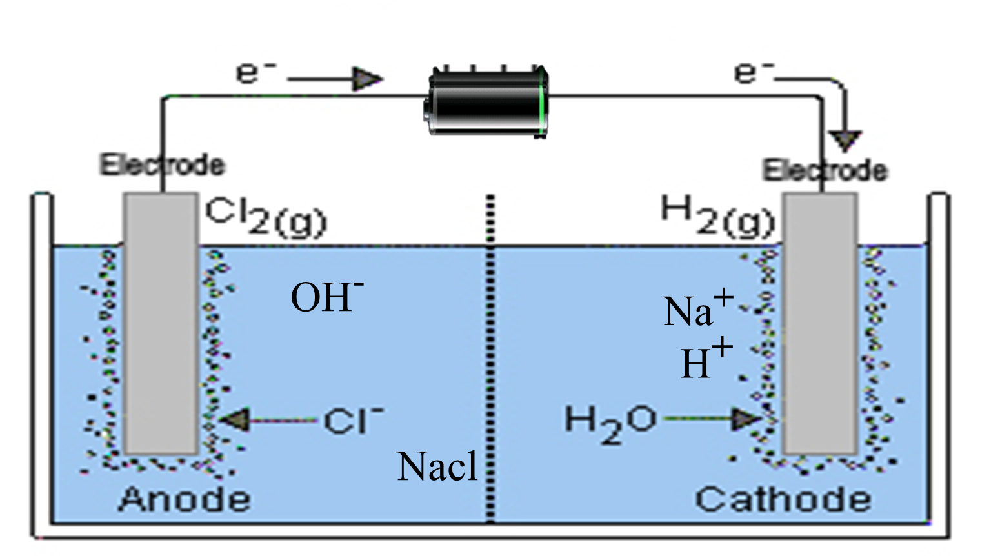 e⁻
e⁻
Electrode
Electrode
Cl₂(g)
H₂(g)
OH⁻
Na⁺
H⁺
Cl⁻
H₂O
Nacl
Anode
Cathode